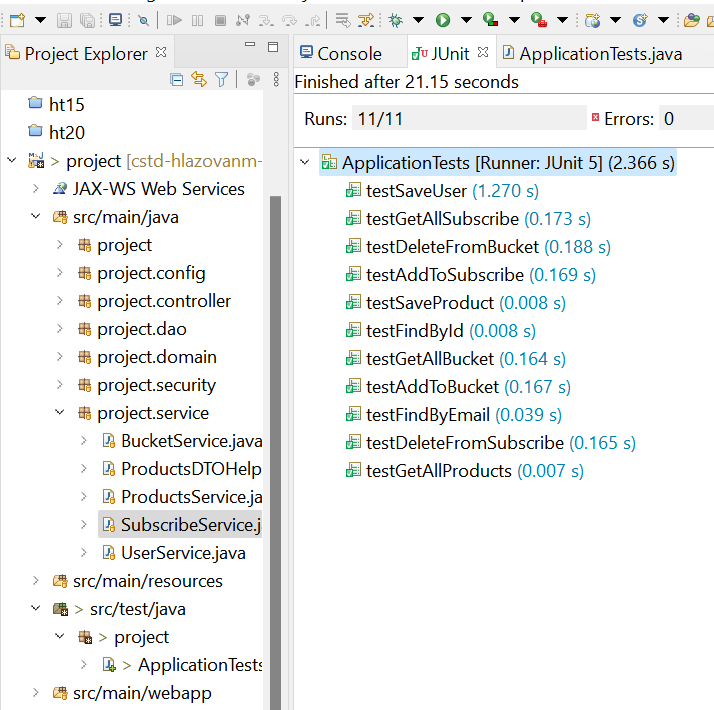 Project Explorer
ht15
ht20
> project [cstd-hlazovanm-
JAX-WS Web Services
src/main/java
project
project.config
project.controller
project.dao
project.domain
project.security
project.service
BucketService.java
ProductsDTOHelp
ProductsService.ja
SubscribeService.j
UserService.java
src/main/resources
> src/test/java
> project
> ApplicationTests
src/main/webapp
Console
JUnit
ApplicationTests.java
Finished after 21.15 seconds
Runs: 11/11
Errors: 0
ApplicationTests [Runner: JUnit 5] (2.366 s)
testSaveUser (1.270 s)
testGetAllSubscribe (0.173 s)
testDeleteFromBucket (0.188 s)
testAddToSubscribe (0.169 s)
testSaveProduct (0.008 s)
testFindById (0.008 s)
testGetAllBucket (0.164 s)
testAddToBucket (0.167 s)
testFindByEmail (0.039 s)
testDeleteFromSubscribe (0.165 s)
testGetAllProducts (0.007 s)